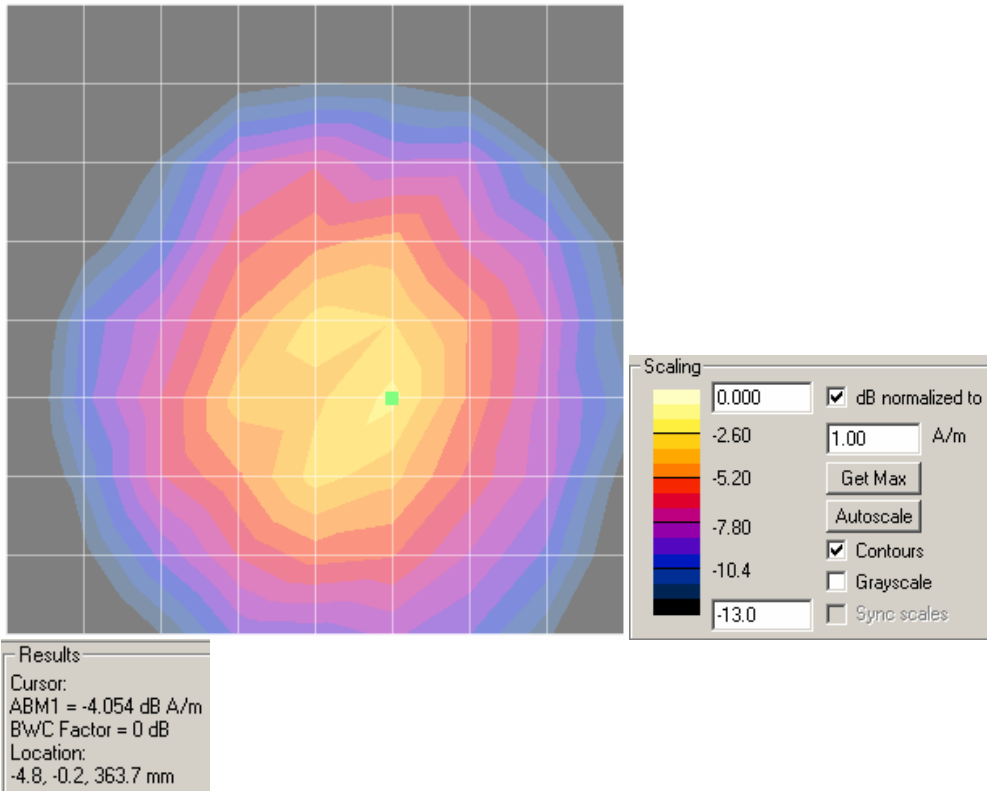 Scaling
0.000
dB normalized to
-2.60
1.00
A/m
-5.20
Get Max
Autoscale
-7.80
Contours
-10.4
Grayscale
-13.0
Sync scales
Results
Cursor:
ABM1 = -4.054 dB A/m
BWC Factor = 0 dB
Location:
-4.8, -0.2, 363.7 mm